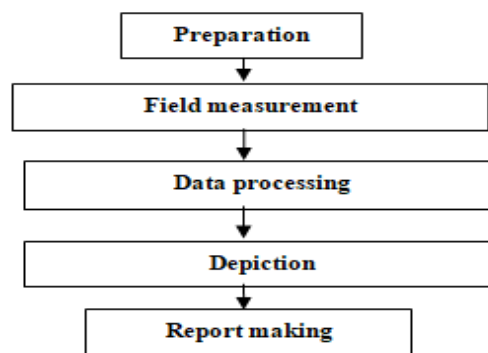 Preparation
Field measurement
Data processing
Depiction
Report making